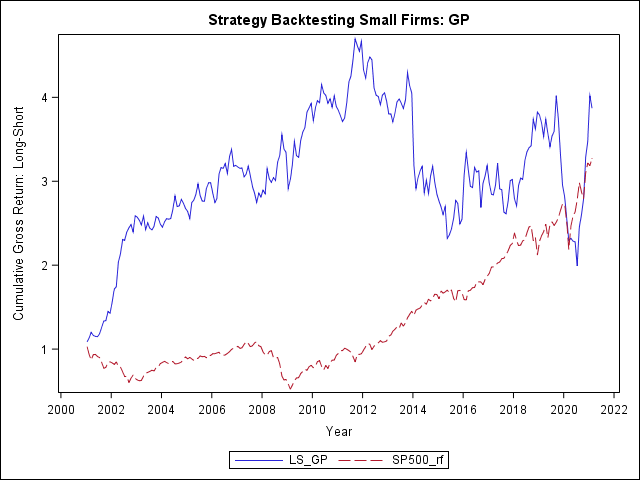 Strategy Backtesting Small Firms: GP
Cumulative Gross Return: Long-Short
4
3
2
1
2000 2002 2004 2006 2008 2010 2012 2014 2016 2018 2020 2022
Year
LS_GP SP500_rf